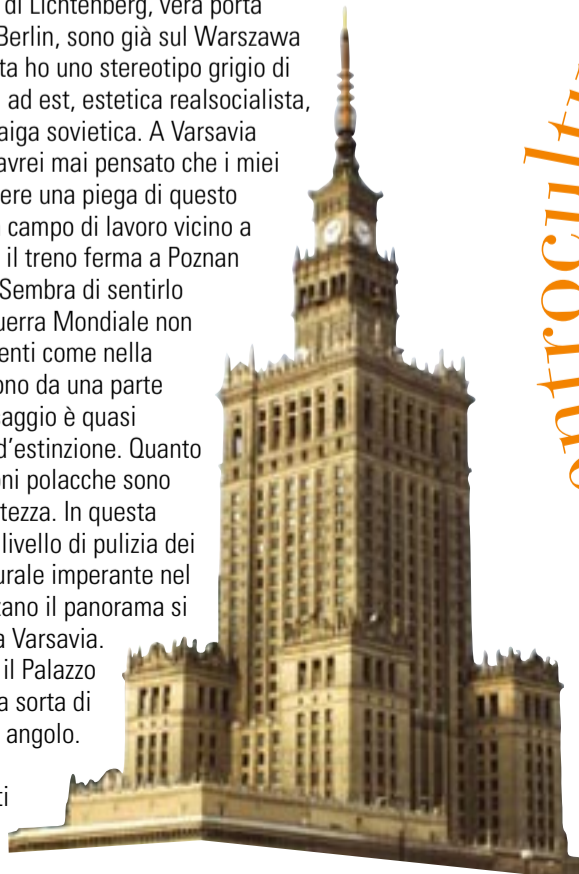 di Lichtenberg, vera porta
Berlin, sono già sul Warszawa
ta ho uno stereotipo grigio di
ad est, estetica realsocialista,
aiga sovietica. A Varsavia
avrei mai pensato che i miei
ere una piega di questo
campo di lavoro vicino a
il treno ferma a Poznan
Sembra di sentirlo
uerra Mondiale non
enti come nella
ono da una parte
saggio è quasi
d'estinzione. Quanto
oni polacche sono
tezza. In questa
livello di pulizia dei
urale imperante nel
tano il panorama si
a Varsavia.
il Palazzo
a sorta di
angolo.
ti
ntrocultu